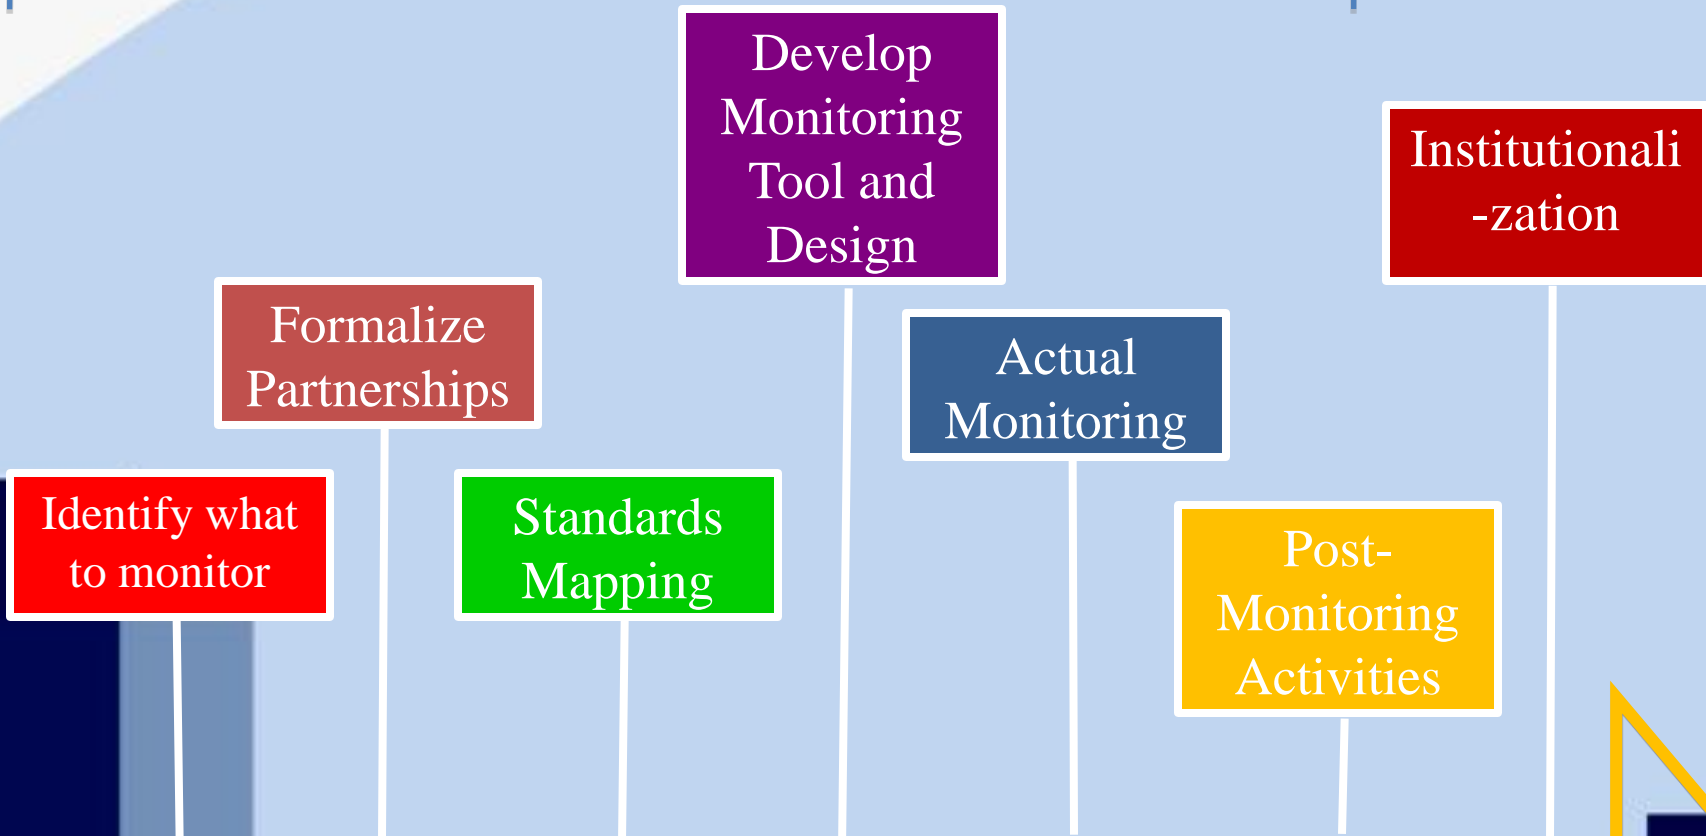 Identify what
to monitor
Formalize
Partnerships
Standards
Mapping
Develop
Monitoring
Tool and
Design
Actual
Monitoring
Post-
Monitoring
Activities
Institutionali
-zation